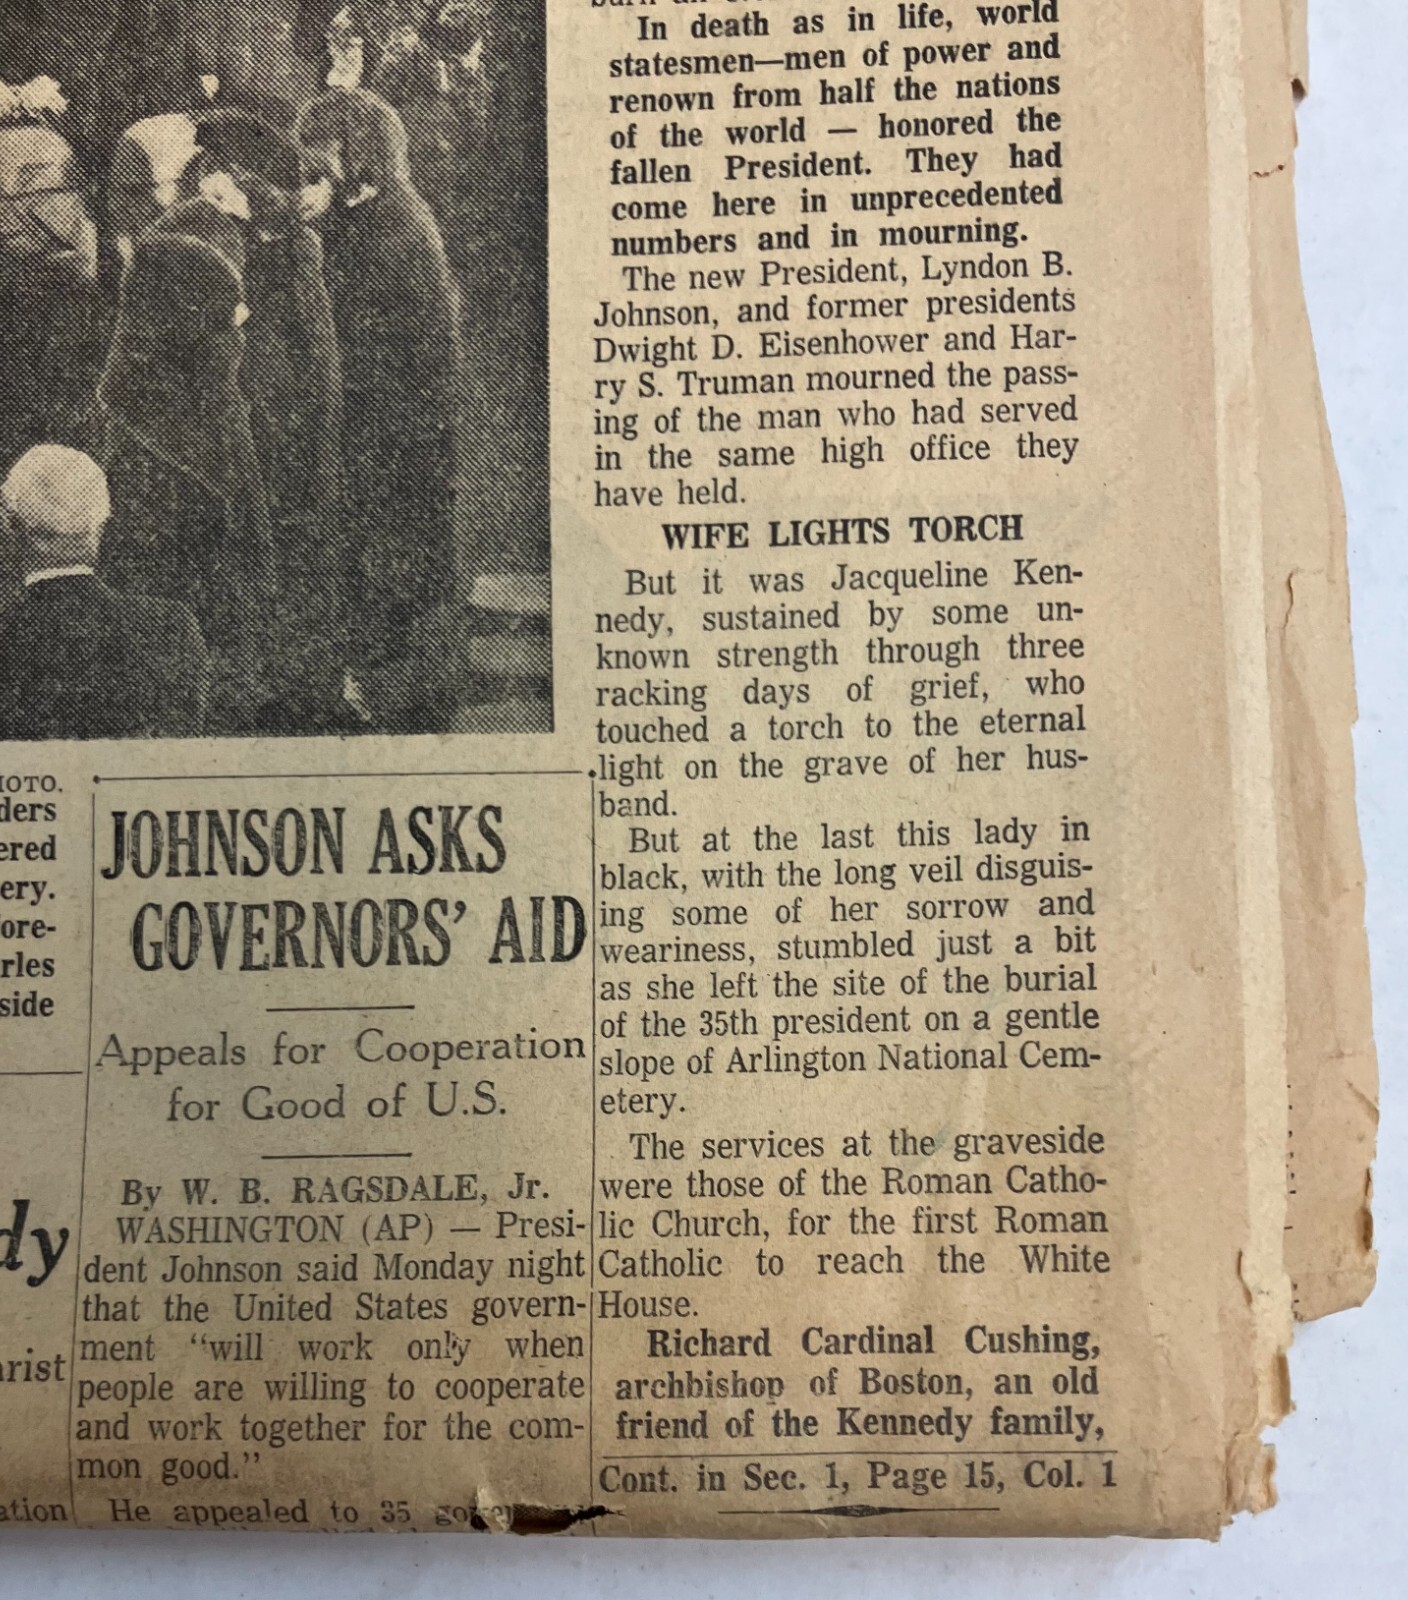 HOTO.
ders
ered
ery.
ore-
rles
side
dy
rist
ation
JOHNSON ASKS
GOVERNORS' AID
Appeals for Cooperation
for Good of U.S.
By W. B. RAGSDALE, Jr.
WASHINGTON (AP) — Presi-
dent Johnson said Monday night
that the United States govern-
ment "will work only when
people are willing to cooperate
and work together for the com-
mon good."
He appealed to 35
In death as in life, world
statesmen—men of power and
renown from half the nations
of the world — honored the
fallen President. They had
come here in unprecedented
numbers and in mourning.
The new President, Lyndon B.
Johnson, and former presidents
Dwight D. Eisenhower and Har-
ry S. Truman mourned the pass-
ing of the man who had served
in the same high office they
have held.
WIFE LIGHTS TORCH
But it was Jacqueline Ken-
nedy, sustained by some un-
known strength through three
racking days of grief, who
touched a torch to the eternal
light on the grave of her hus-
band.
But at the last this lady in
black, with the long veil disguis-
ing some of her sorrow and
weariness, stumbled just a bit
as she left the site of the burial
of the 35th president on a gentle
slope of Arlington National Cem-
etery.
The services at the graveside
were those of the Roman Catho-
lic Church, for the first Roman
Catholic to reach the White
House.
Richard Cardinal Cushing,
archbishop of Boston, an old
friend of the Kennedy family,
Cont. in Sec. 1, Page 15, Col. 1